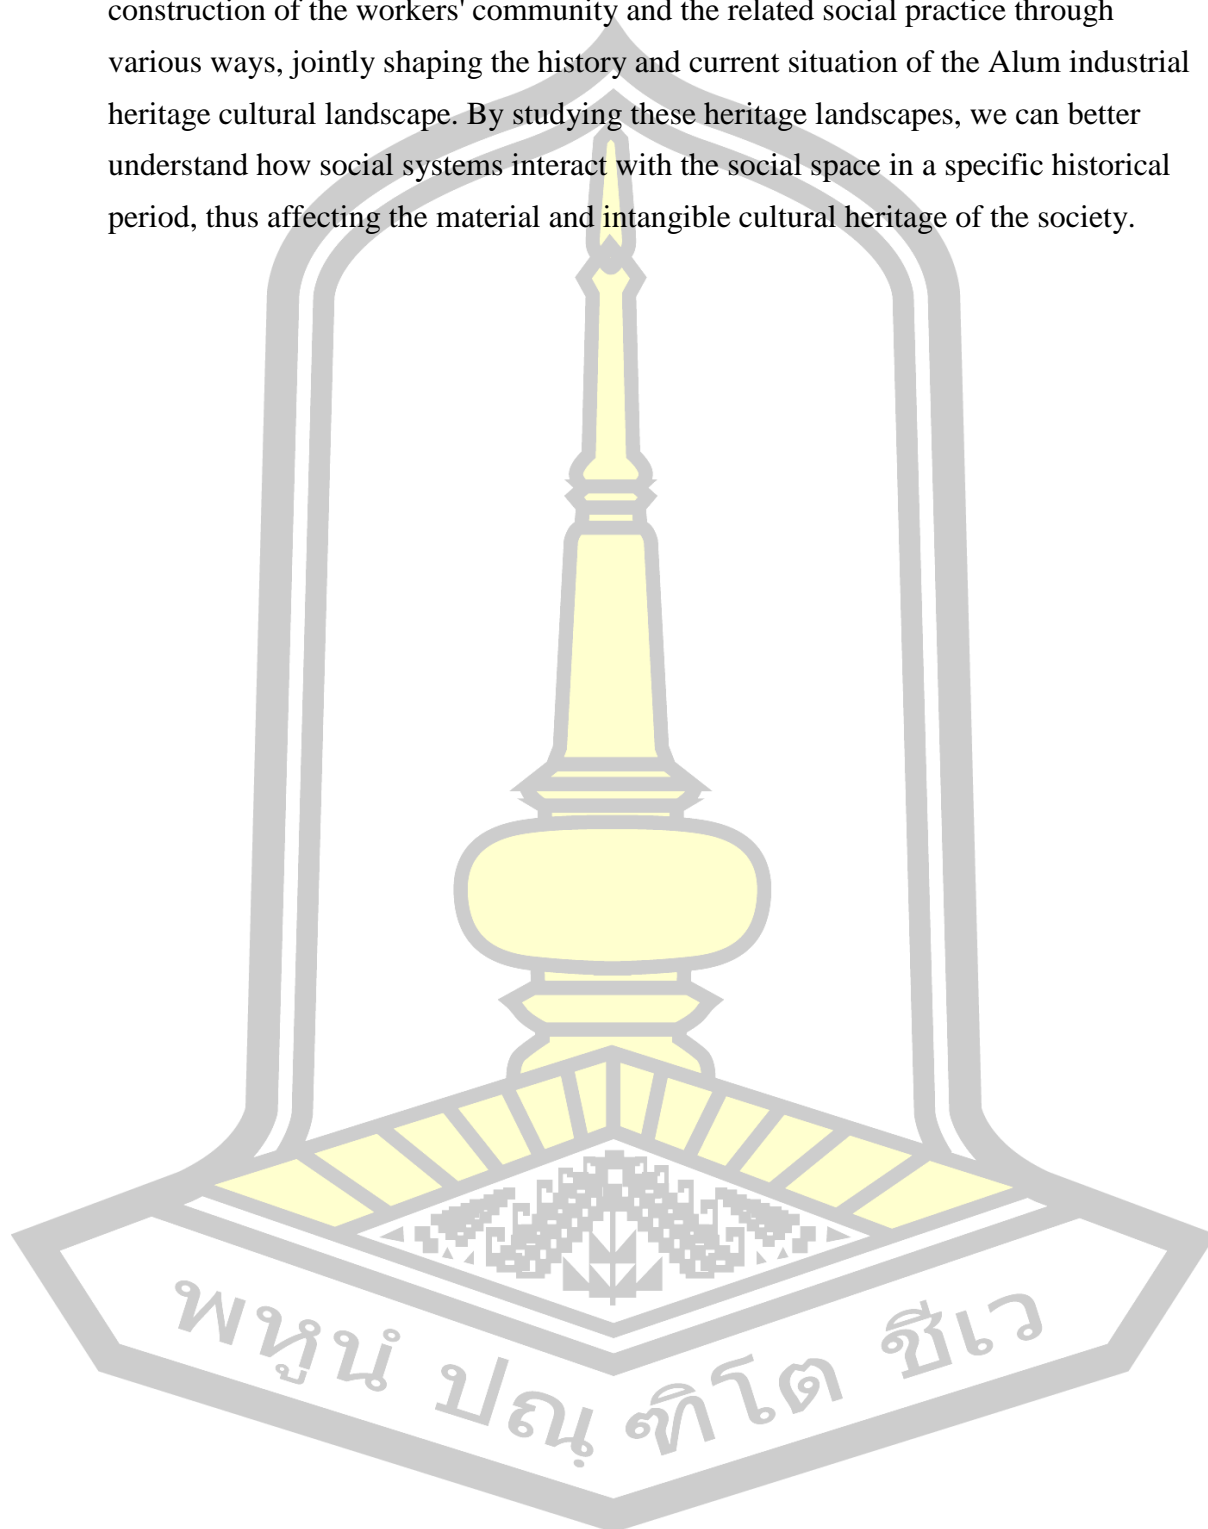 construction of the workers' community and the related social practice through
various ways, jointly shaping the history and current situation of the Alum industrial
heritage cultural landscape. By studying these heritage landscapes, we can better
understand how social systems interact with the social space in a specific historical
period, thus affecting the material and intangible cultural heritage of the society.
พหูนํ ปณฺฑิโต ชีเว